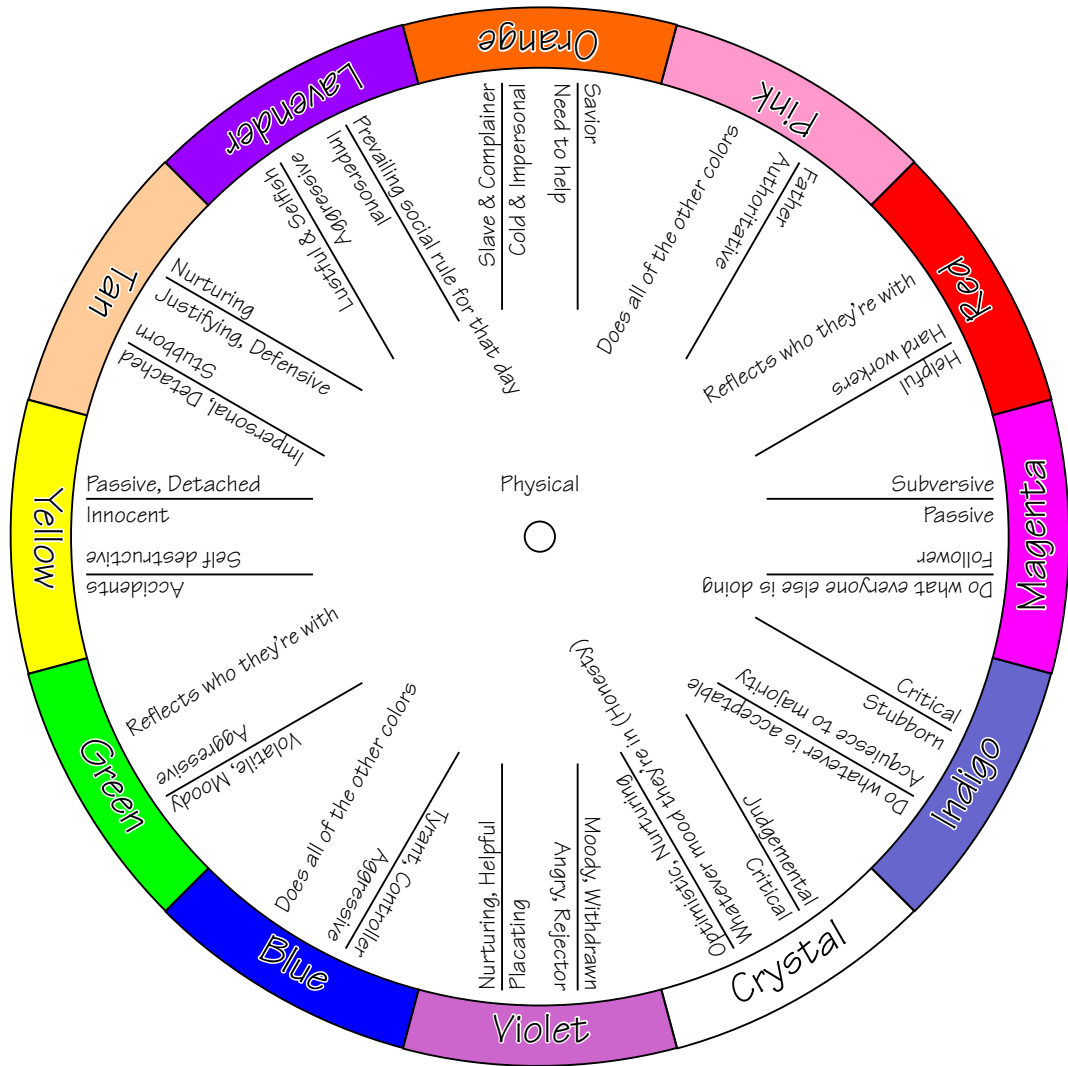 Orange
Slave & Complainer
Cold & Impersonal
Need to help
Savior
Pink
Does all of the other colors
Authoritative
Father
Red
Reflects who they're with
Hard workers
Helpful
Magenta
Subversive
Passive
Follower
Do what everyone else is doing
Indigo
Critical
Stubborn
Acquiesce to majority
Do whatever is acceptable
Crystal
Judgemental
Critical
Whatever mood they're in (Honesty)
Optimistic, Nurturing
Violet
Moody, Withdrawn
Angry, Rejector
Placating
Nurturing, Helpful
Blue
Tyrant, Controller
Aggressive
Does all of the other colors
Green
Volatile, Moody
Aggressive
Reflects who they're with
Yellow
Passive, Detached
Innocent
Self destructive
Accidents
Tan
Nurturing
Justifying, Defensive
Stubborn
Impersonal, Detached
Lavender
Lustful & Selfish
Aggressive
Impersonal
Prevailing social rule for that day
Physical